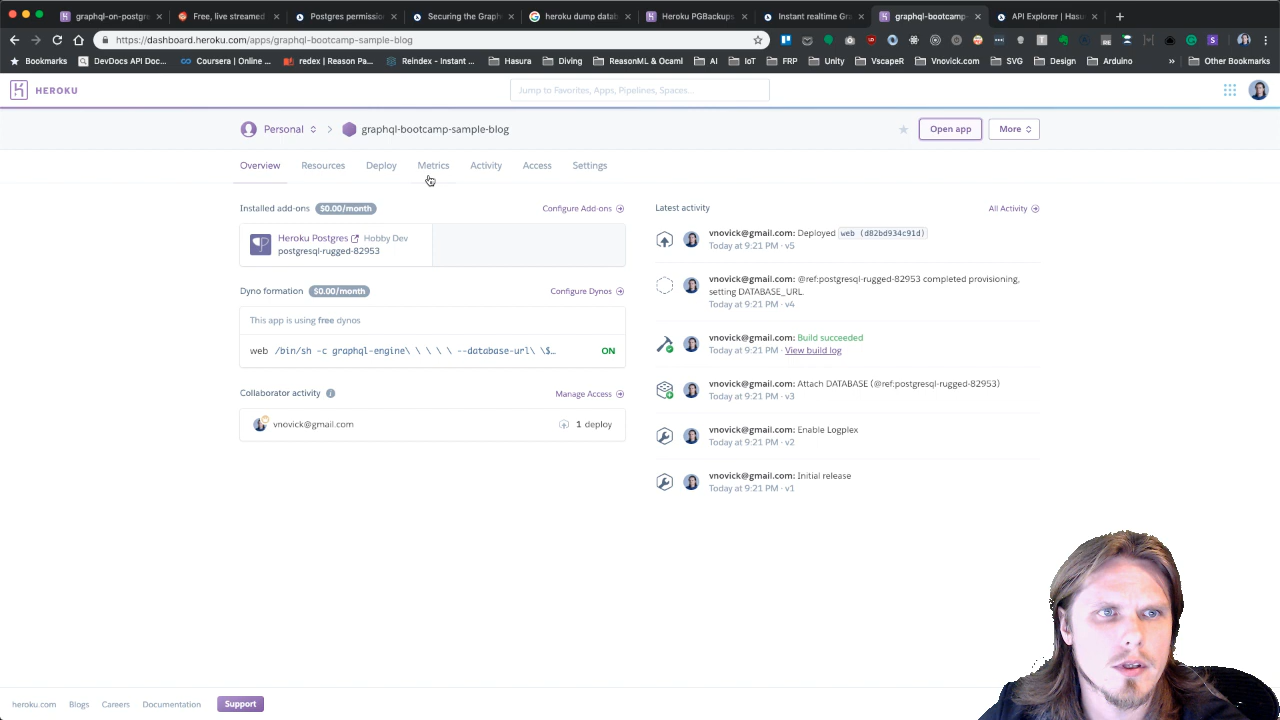 graphql-on-postg
Free, live streamed
Postgres permissio
Securing the Graph
heroku dump datab
Heroku PGBackups
Instant realtime Gra
graphql-bootcamp-
API Explorer | Hasu
https://dashboard.heroku.com/apps/graphql-bootcamp-sample-blog
Bookmarks
DevDocs API Doc...
Coursera | Online ...
redex | Reason Pa...
Reindex - Instant ...
Hasura
Diving
ReasonML & Ocaml
AI
IoT
FRP
Unity
VscapeR
Vnovick.com
SVG
Design
Arduino
»
Other Bookmarks
HEROKU
Jump to Favorites, Apps, Pipelines, Spaces...
Personal
graphql-bootcamp-sample-blog
Open app
More
Overview
Resources
Deploy
Metrics
Activity
Access
Settings
Installed add-ons $0.00/month
Configure Add-ons
Heroku Postgres Hobby Dev
postgresql-rugged-82953
Dyno formation $0.00/month
Configure Dynos
This app is using free dynos
web /bin/sh -c graphql-engine\ \ \ \ \ --database-url\ \$…
ON
Collaborator activity
Manage Access
vnovick@gmail.com
1 deploy
Latest activity
All Activity
vnovick@gmail.com: Deployed web (d82bd934c91d)
Today at 9:21 PM · v5
vnovick@gmail.com: @ref:postgresql-rugged-82953 completed provisioning,
setting DATABASE_URL.
Today at 9:21 PM · v4
vnovick@gmail.com: Build succeeded
Today at 9:21 PM · View build log
vnovick@gmail.com: Attach DATABASE (@ref:postgresql-rugged-82953)
Today at 9:21 PM · v3
vnovick@gmail.com: Enable Logplex
Today at 9:21 PM · v2
vnovick@gmail.com: Initial release
Today at 9:21 PM · v1
heroku.com
Blogs
Careers
Documentation
Support